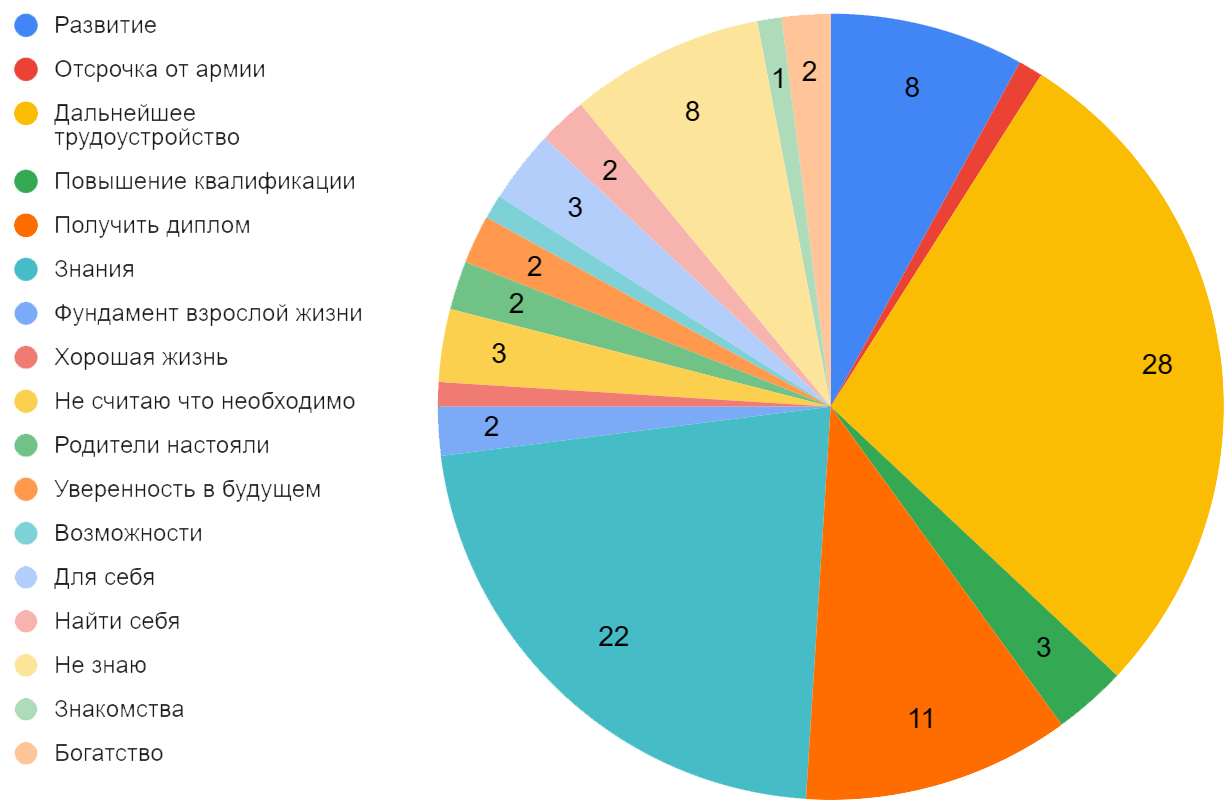 Развитие
Отсрочка от армии
Дальнейшее
трудоустройство
Повышение квалификации
Получить диплом
Знания
Фундамент взрослой жизни
Хорошая жизнь
Не считаю что необходимо
Родители настояли
Уверенность в будущем
Возможности
Для себя
Найти себя
Не знаю
Знакомства
Богатство
8
28
3
11
22
2
3
2
2
3
2
8
1
2